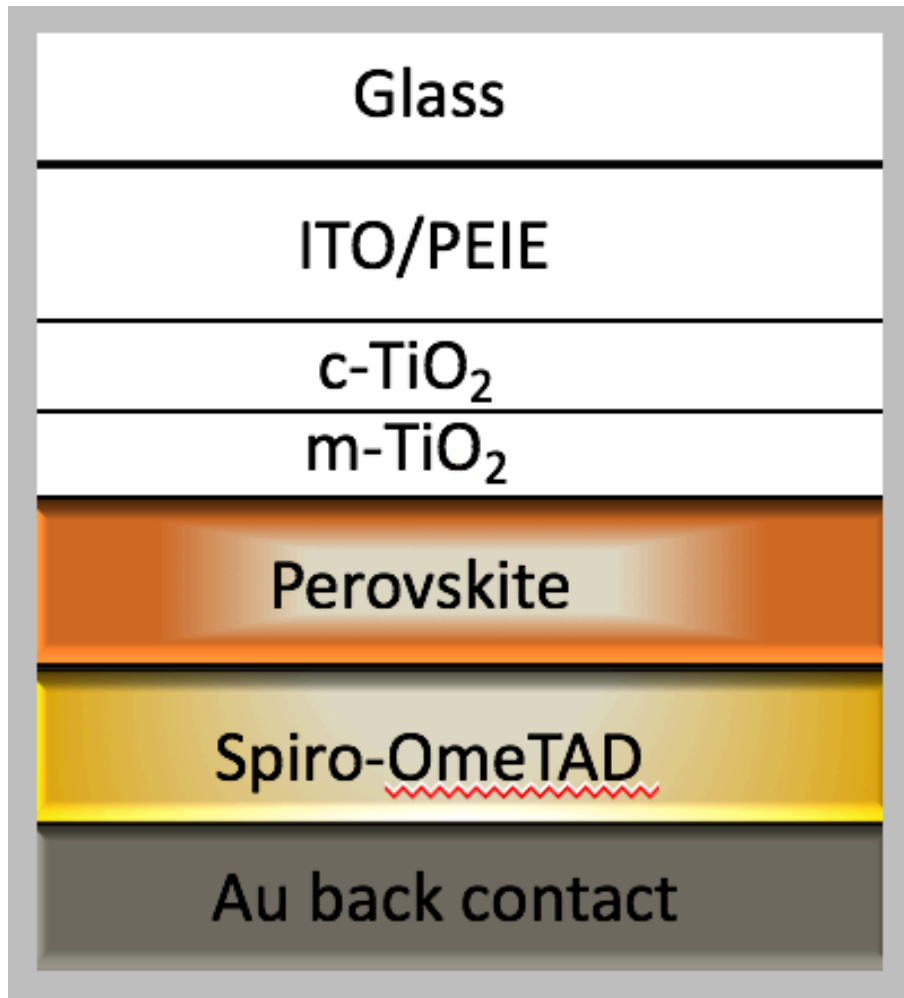 Glass
ITO/PEIE
c-TiO₂
m-TiO₂
Perovskite
Spiro-OmeTAD
Au back contact